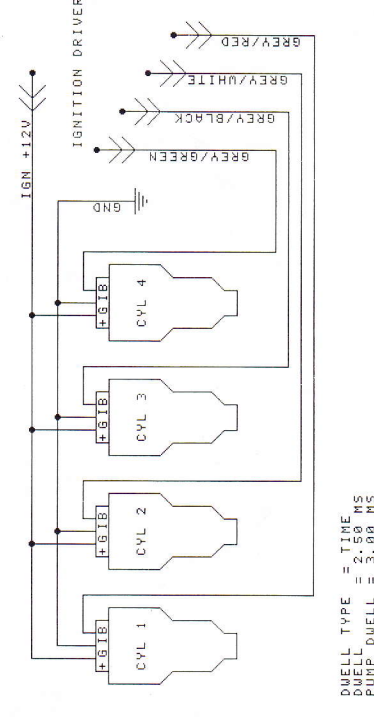 IGN +12V
IGNITION DRIVER
GREY/RED
GREY/WHITE
GREY/BLACK
GREY/GREEN
GND
+ G I B
CYL 1
+ G I B
CYL 2
+ G I B
CYL 3
+ G I B
CYL 4
DWELL TYPE = TIME
DWELL = 2.50 MS
PUMP DWELL = 3.00 MS